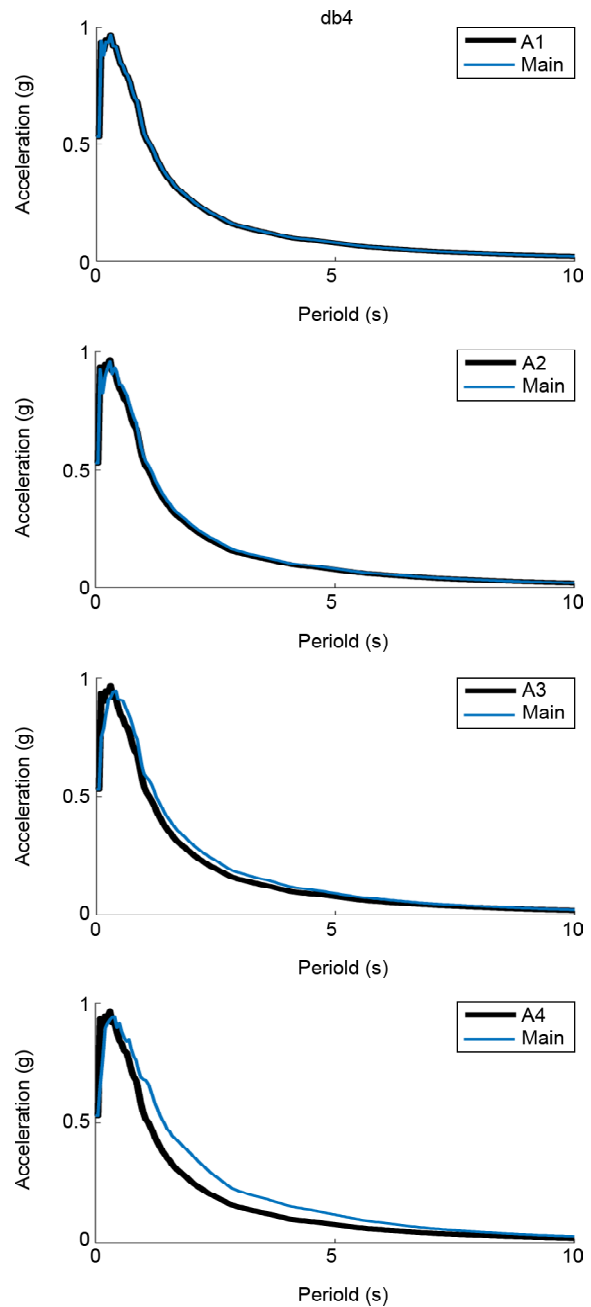 db4
1
0.5
0
Acceleration (g)
A1
Main
0
5
10
Periold (s)
1
0.5
0
Acceleration (g)
A2
Main
0
5
10
Periold (s)
1
0.5
0
Acceleration (g)
A3
Main
0
5
10
Periold (s)
1
0.5
0
Acceleration (g)
A4
Main
0
5
10
Periold (s)